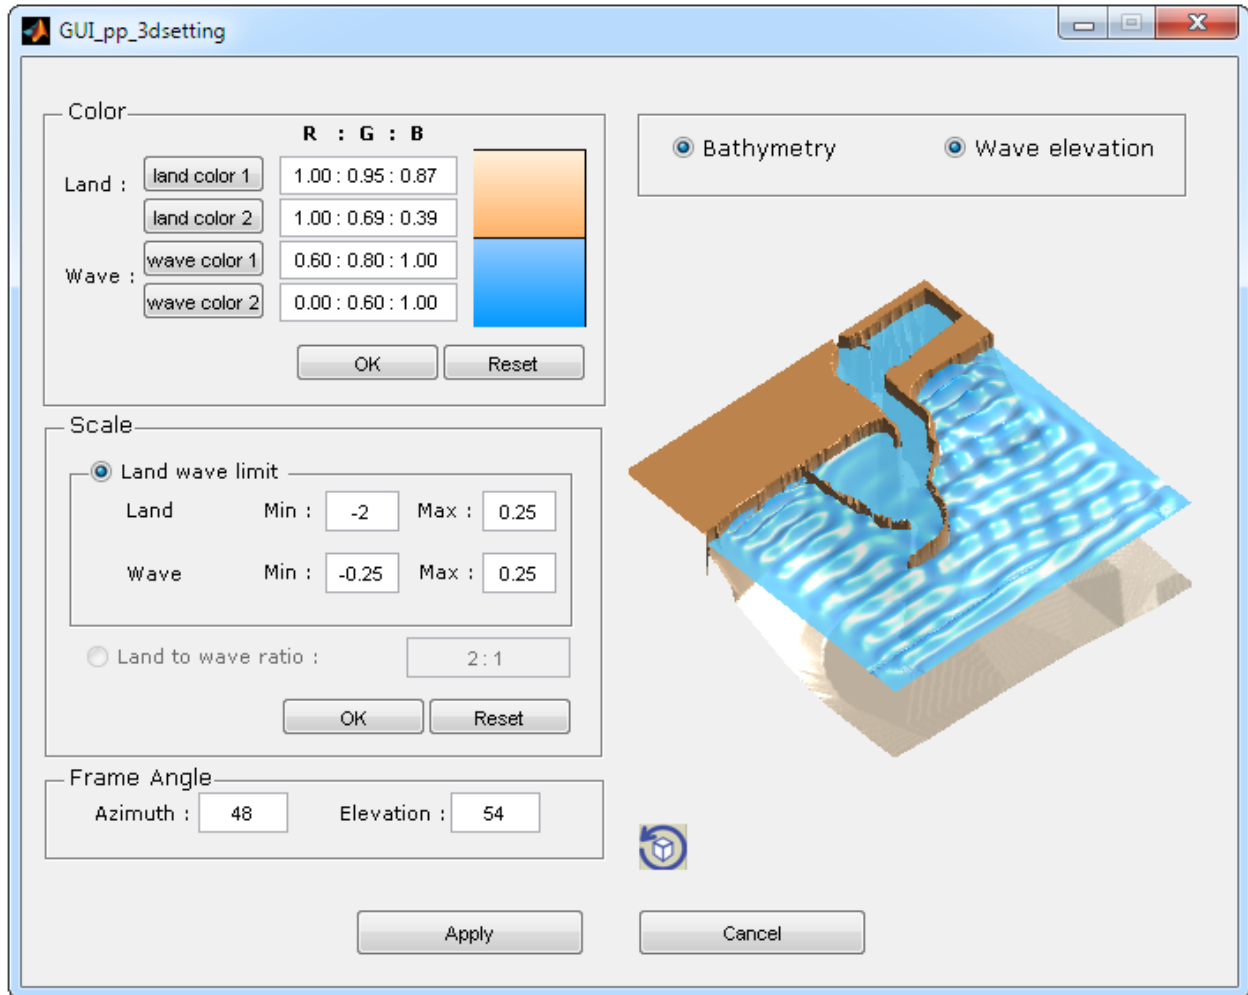 GUI_pp_3dsetting
Color
R : G : B
Land : land color 1 1.00 : 0.95 : 0.87
land color 2 1.00 : 0.69 : 0.39
Wave : wave color 1 0.60 : 0.80 : 1.00
wave color 2 0.00 : 0.60 : 1.00
OK Reset
Bathymetry Wave elevation
Scale
Land wave limit
Land Min : -2 Max : 0.25
Wave Min : -0.25 Max : 0.25
Land to wave ratio : 2 : 1
OK Reset
Frame Angle
Azimuth : 48 Elevation : 54
Apply Cancel